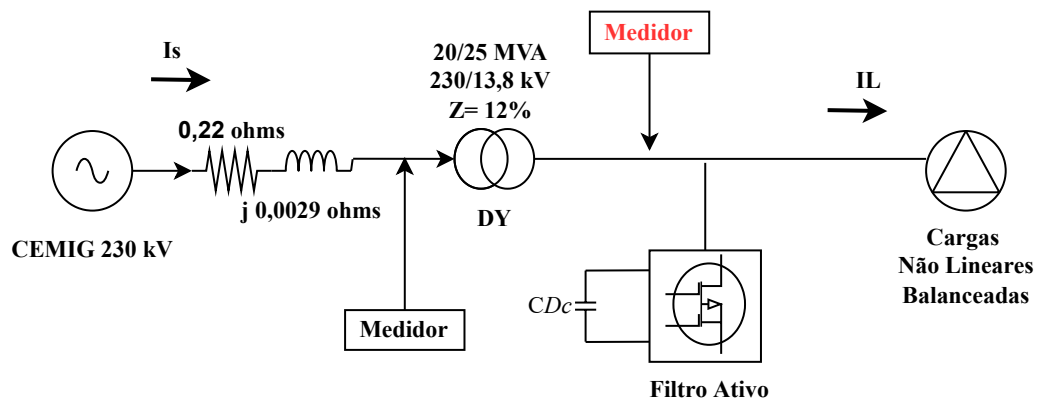 Is
20/25 MVA
230/13,8 kV
Z= 12%
Medidor
IL
0,22 ohms
j 0,0029 ohms
CEMIG 230 kV
DY
Cargas
Não Lineares
Balanceadas
Medidor
CDc
Filtro Ativo